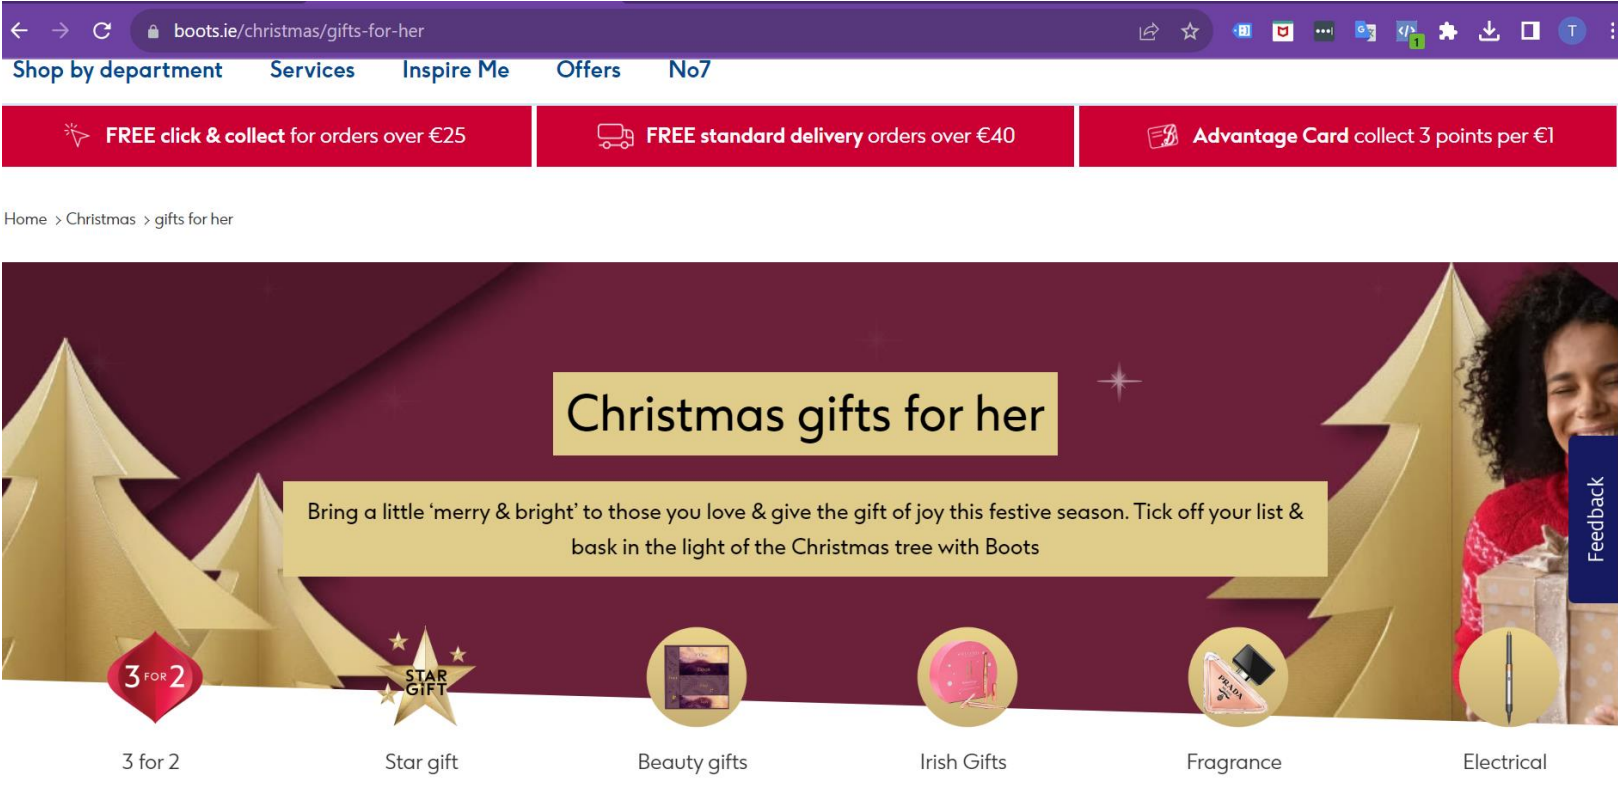 boots.ie/christmas/gifts-for-her
T
1
Shop by department Services Inspire Me Offers No7
FREE click & collect for orders over €25 FREE standard delivery orders over €40 Advantage Card collect 3 points per €1
Home > Christmas > gifts for her
Christmas gifts for her
Bring a little ‘merry & bright’ to those you love & give the gift of joy this festive season. Tick off your list &
bask in the light of the Christmas tree with Boots
Feedback
3 FOR 2
STAR
GIFT
PRADA
3 for 2 Star gift Beauty gifts Irish Gifts Fragrance Electrical